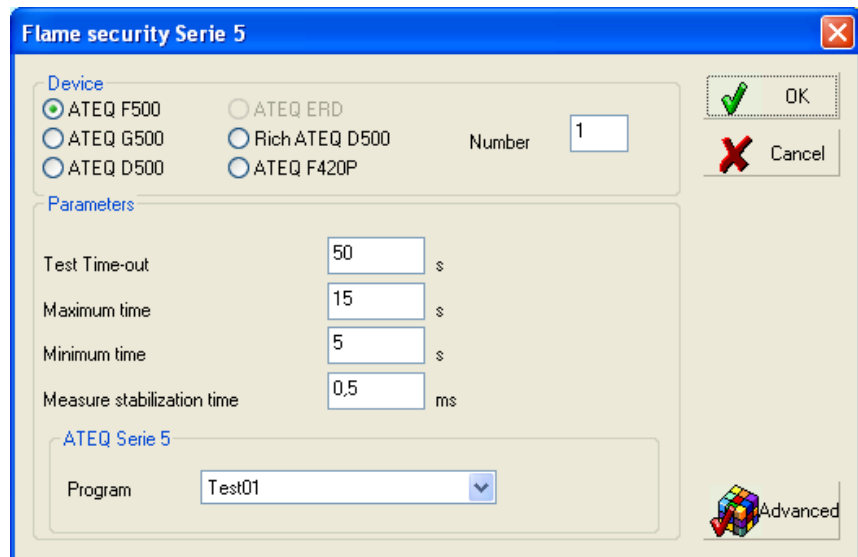 Flame security Serie 5
Device
ATEQ F500
ATEQ ERD
ATEQ G500
Rich ATEQ D500
Number
1
ATEQ D500
ATEQ F420P
OK
Cancel
Parameters
Test Time-out
50
s
Maximum time
15
s
Minimum time
5
s
Measure stabilization time
0,5
ms
ATEQ Serie 5
Program
Test01
Advanced